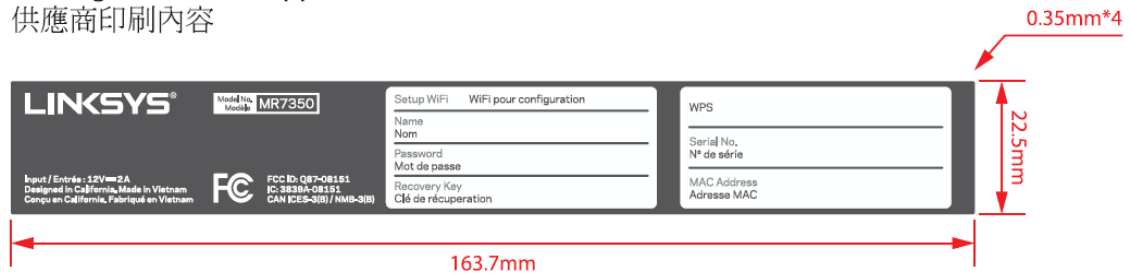 供應商印刷內容
0.35mm*4
LINKSYS®
Model No.
Modèle
MR7350
Input / Entrée : 12V⎓2A
Designed in California, Made in Vietnam
Conçu en Californie, Fabriqué en Vietnam
FC
FCC ID: Q87-08151
IC: 3839A-08151
CAN ICES-3(B) / NMB-3(B)
Setup WiFi WiFi pour configuration
Name
Nom
Password
Mot de passe
Recovery Key
Clé de récuperation
WPS
Serial No.
Nº de série
MAC Address
Adresse MAC
22.5mm
163.7mm